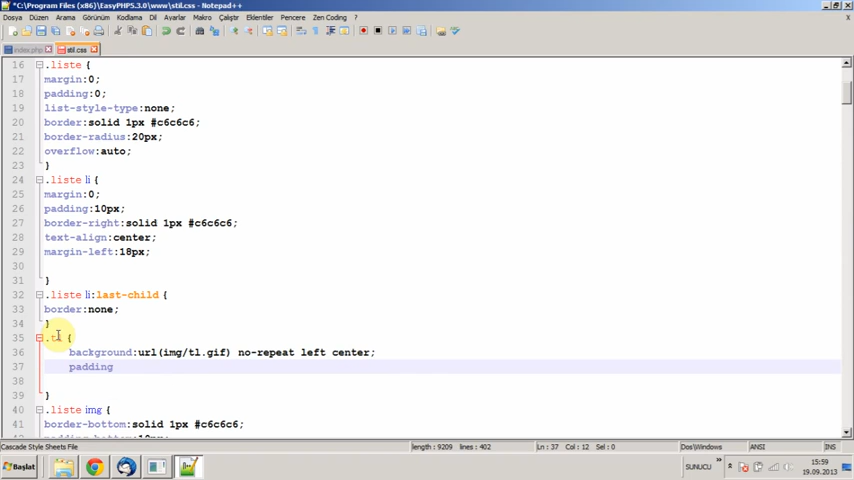 *C:\Program Files (x86)\EasyPHP5.3.0\www\stil.css - Notepad++
Dosya Düzen Arama Görünüm Kodlama Dil Ayarlar Makro Çalıştır Eklentiler Pencere Zen Coding ? X
index.php stil.css
16 .liste {
17 margin:0;
18 padding:0;
19 list-style-type:none;
20 border:solid 1px #c6c6c6;
21 border-radius:20px;
22 overflow:auto;
23 }
24 .liste li {
25 margin:0;
26 padding:10px;
27 border-right:solid 1px #c6c6c6;
28 text-align:center;
29 margin-left:18px;
30
31 }
32 .liste li:last-child {
33 border:none;
34 }
35 .tl {
36 background:url(img/tl.gif) no-repeat left center;
37 padding
38
39 }
40 .liste img {
41 border-bottom:solid 1px #c6c6c6;
Cascade Style Sheets File length : 9209 lines : 402 Ln : 37 Col : 12 Sel : 0 Dos\Windows ANSI INS
Başlat SUNUCU » 15:59
19.09.2013